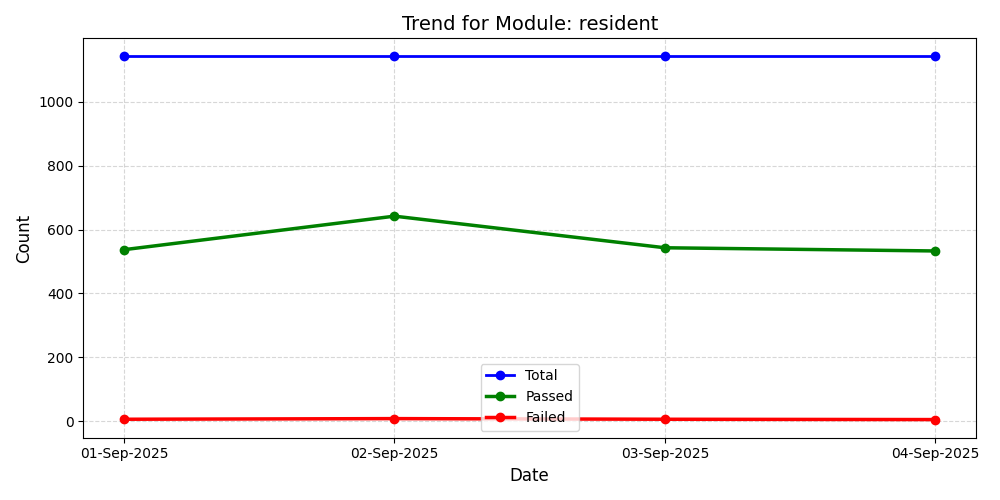 Trend for Module: resident
Count
1000
800
600
400
200
0
Total
Passed
Failed
01-Sep-2025
02-Sep-2025
03-Sep-2025
04-Sep-2025
Date